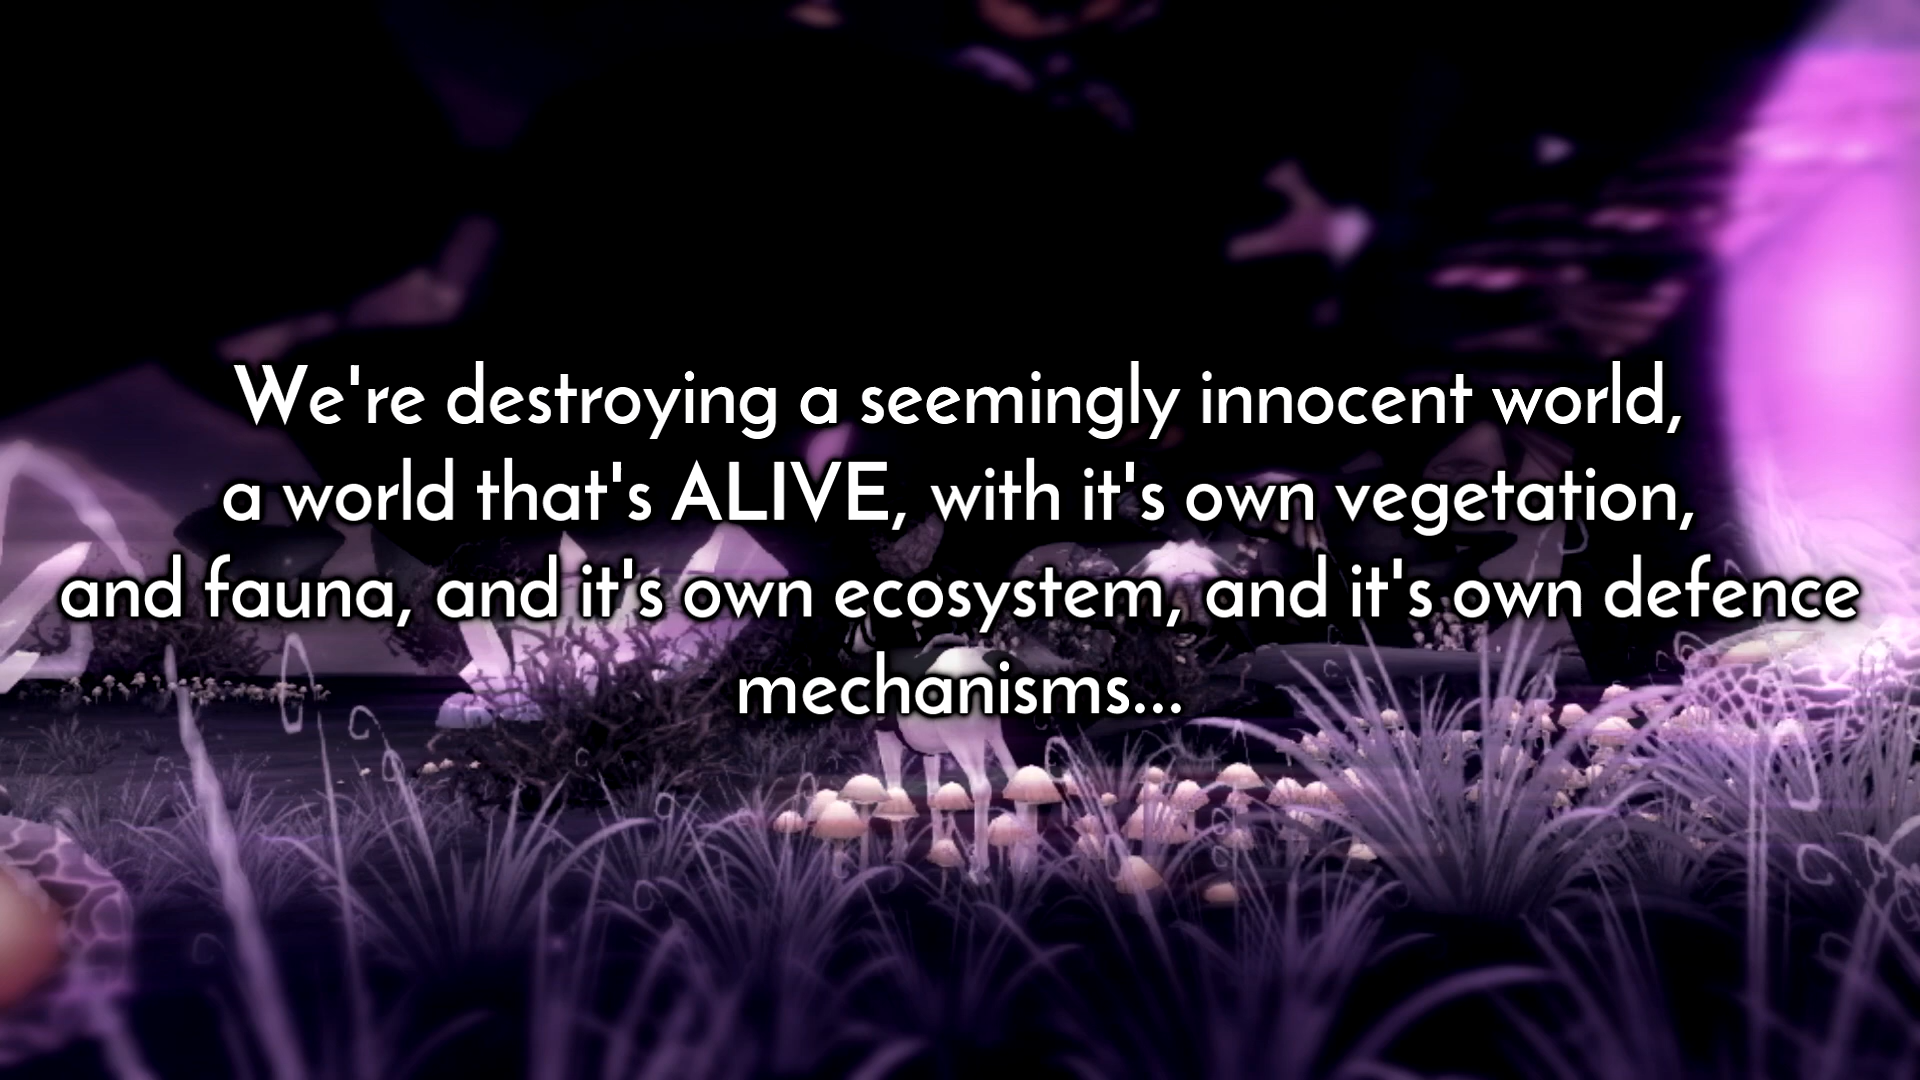 We're destroying a seemingly innocent world,
a world that's ALIVE, with it's own vegetation,
and fauna, and it's own ecosystem, and it's own defence
mechanisms...